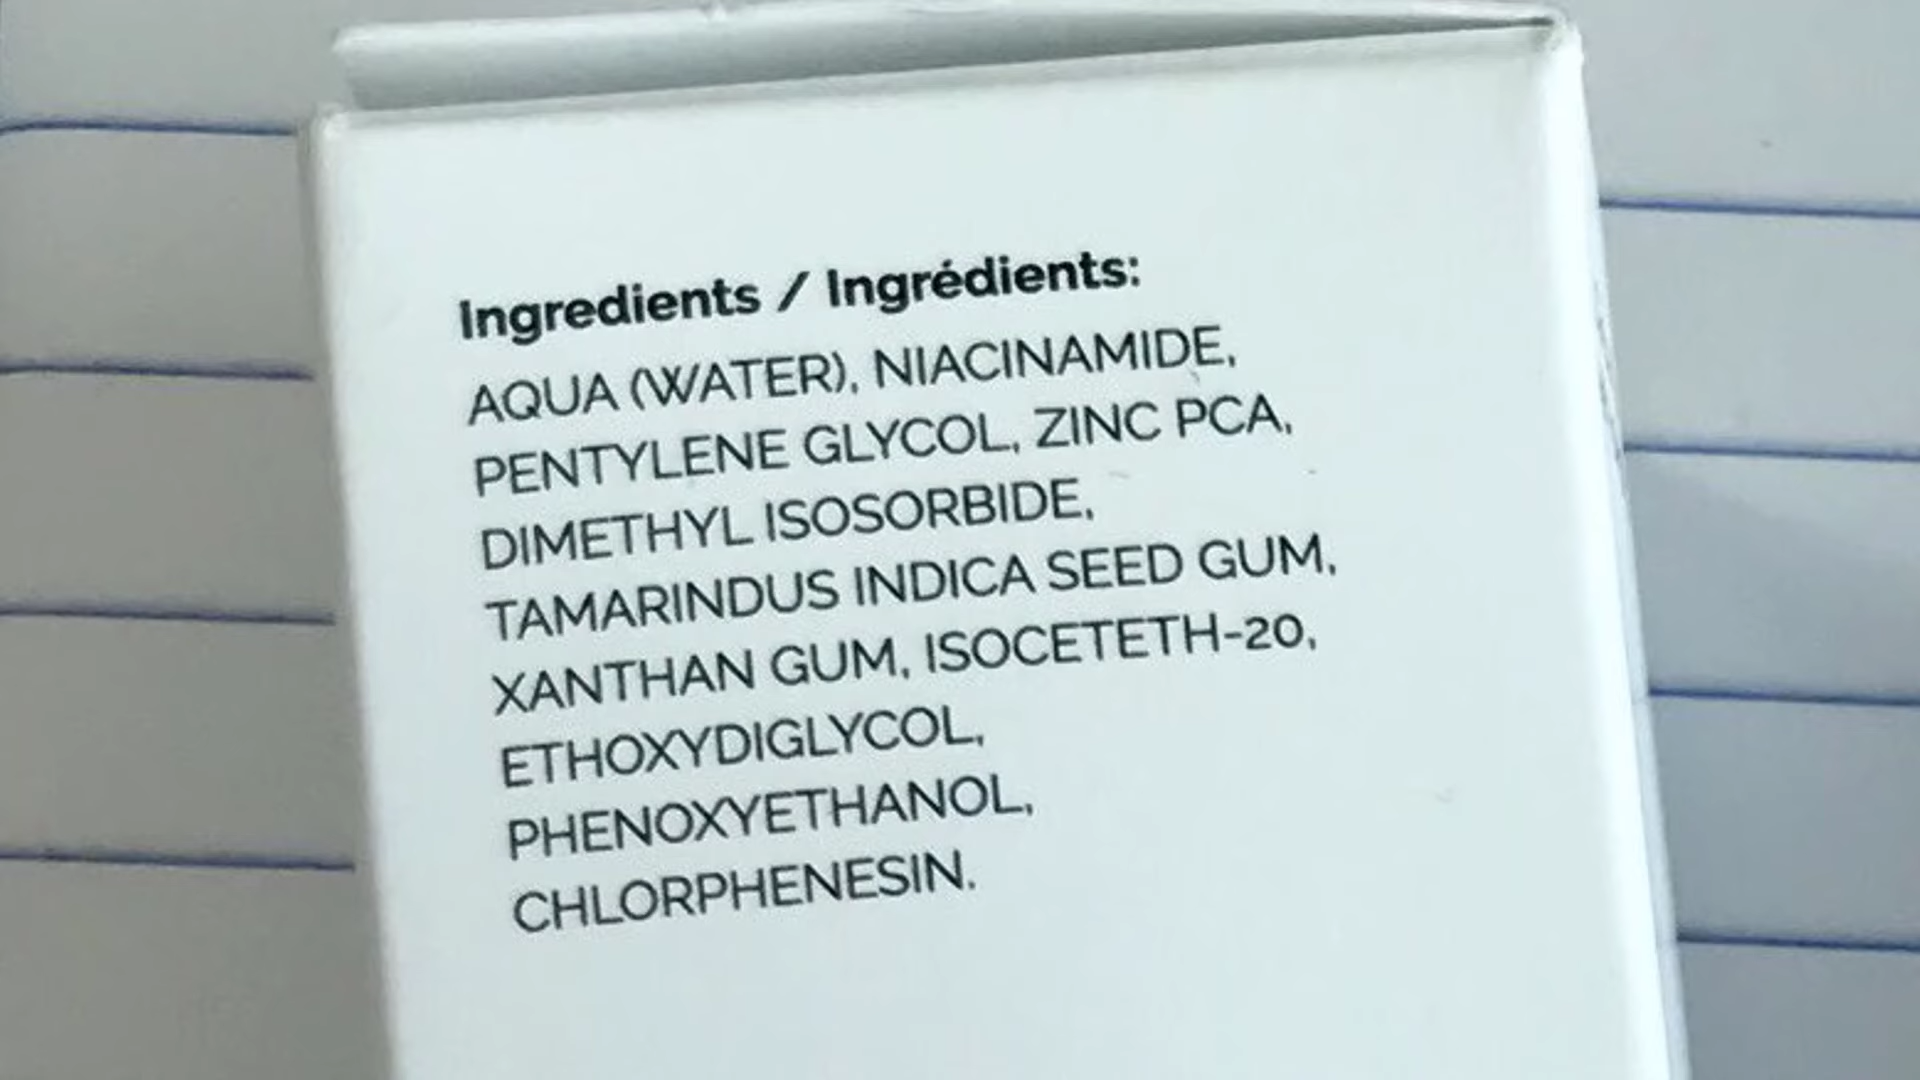 Ingredients / Ingrédients:
AQUA (WATER), NIACINAMIDE,
PENTYLENE GLYCOL, ZINC PCA,
DIMETHYL ISOSORBIDE,
TAMARINDUS INDICA SEED GUM,
XANTHAN GUM, ISOCETETH-20,
ETHOXYDIGLYCOL,
PHENOXYETHANOL,
CHLORPHENESIN.